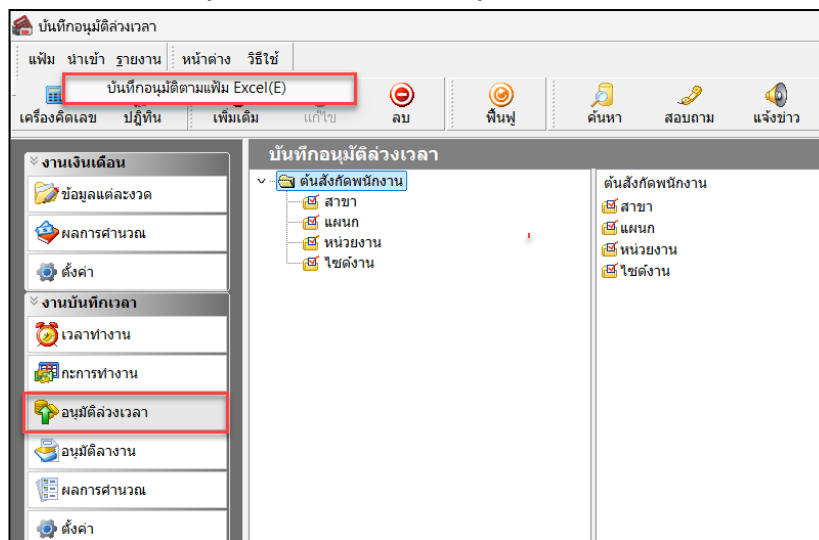 บันทึกอนุมัติล่วงเวลา
แฟ้ม นำเข้า รายงาน หน้าต่าง วิธีใช้
บันทึกอนุมัติตามแฟ้ม Excel(E)
เครื่องคิดเลข ปฏิทิน เพิ่มเติม แก้ไข ลบ ฟื้นฟู ค้นหา สอบถาม แจ้งข่าว
งานเงินเดือน
ข้อมูลแต่ละงวด
ผลการคำนวณ
ตั้งค่า
งานบันทึกเวลา
เวลาทำงาน
กะการทำงาน
อนุมัติล่วงเวลา
อนุมัติลางาน
ผลการคำนวณ
ตั้งค่า
บันทึกอนุมัติล่วงเวลา
ต้นสังกัดพนักงาน
สาขา
แผนก
หน่วยงาน
ไซด์งาน
ต้นสังกัดพนักงาน
สาขา
แผนก
หน่วยงาน
ไซด์งาน